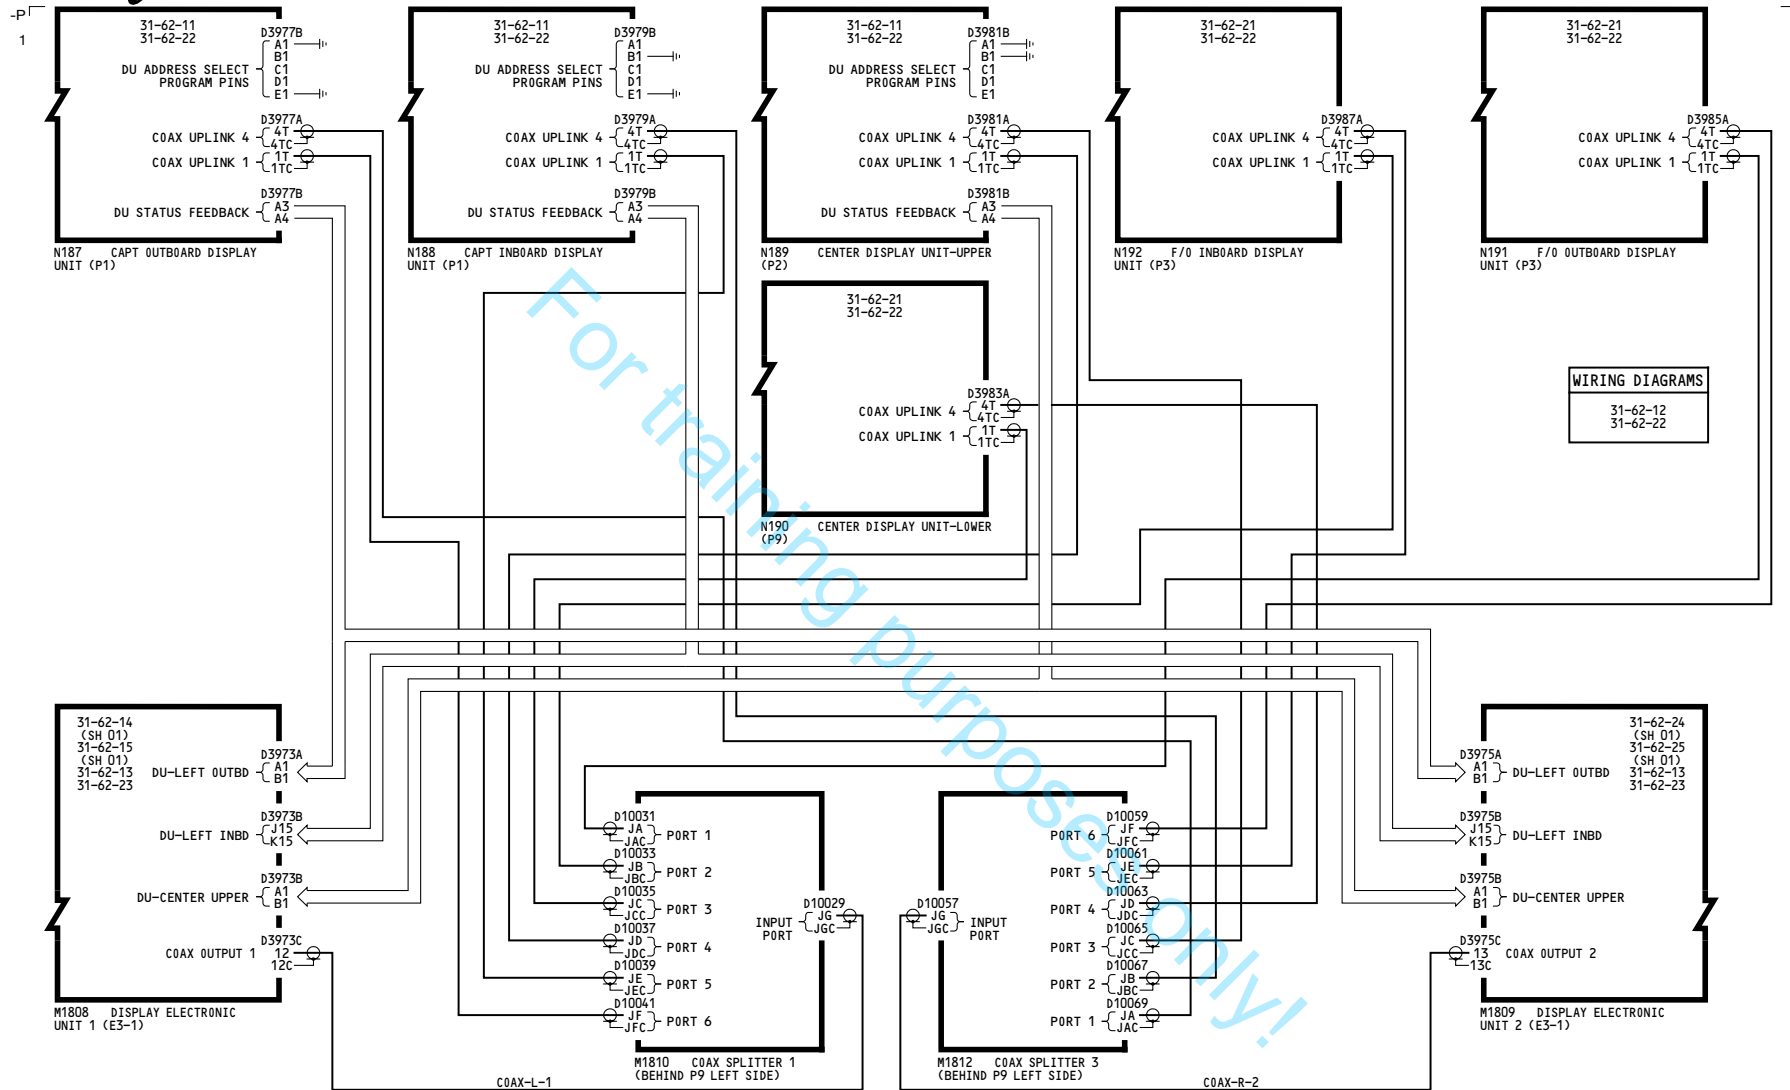 -P
1
31-62-11
31-62-22
D3977B
A1
B1
C1
D1
E1
DU ADDRESS SELECT
PROGRAM PINS
D3977A
COAX UPLINK 4
4T
4TC
COAX UPLINK 1
1T
1TC
D3977B
DU STATUS FEEDBACK
A3
A4
N187 CAPT OUTBOARD DISPLAY
UNIT (P1)
31-62-11
31-62-22
D3979B
A1
B1
C1
D1
E1
DU ADDRESS SELECT
PROGRAM PINS
D3979A
COAX UPLINK 4
4T
4TC
COAX UPLINK 1
1T
1TC
D3979B
DU STATUS FEEDBACK
A3
A4
N188 CAPT INBOARD DISPLAY
UNIT (P1)
31-62-11
31-62-22
D3981B
A1
B1
C1
D1
E1
DU ADDRESS SELECT
PROGRAM PINS
D3981A
COAX UPLINK 4
4T
4TC
COAX UPLINK 1
1T
1TC
D3981B
DU STATUS FEEDBACK
A3
A4
N189 CENTER DISPLAY UNIT-UPPER
(P2)
31-62-21
31-62-22
D3987A
COAX UPLINK 4
4T
4TC
COAX UPLINK 1
1T
1TC
N192 F/O INBOARD DISPLAY
UNIT (P3)
31-62-21
31-62-22
D3985A
COAX UPLINK 4
4T
4TC
COAX UPLINK 1
1T
1TC
N191 F/O OUTBOARD DISPLAY
UNIT (P3)
31-62-21
31-62-22
D3983A
COAX UPLINK 4
4T
4TC
COAX UPLINK 1
1T
1TC
N190 CENTER DISPLAY UNIT-LOWER
(P9)
WIRING DIAGRAMS
31-62-12
31-62-22
For training purposes only!
31-62-14
(SH 01)
31-62-15
(SH 01)
31-62-13
31-62-23
D3973A
DU-LEFT OUTBD
A1
B1
D3973B
DU-LEFT INBD
J15
K15
D3973B
DU-CENTER UPPER
A1
B1
D3973C
COAX OUTPUT 1
12
12C
M1808 DISPLAY ELECTRONIC
UNIT 1 (E3-1)
D10031
JA
JAC
PORT 1
D10033
JB
JBC
PORT 2
D10035
JC
JCC
PORT 3
D10037
JD
JDC
PORT 4
D10039
JE
JEC
PORT 5
D10041
JF
JFC
PORT 6
D10029
INPUT
PORT
JG
JGC
M1810 COAX SPLITTER 1
(BEHIND P9 LEFT SIDE)
COAX-L-1
D10057
JG
JGC
INPUT
PORT
D10059
PORT 6
JF
JFC
D10061
PORT 5
JE
JEC
D10063
PORT 4
JD
JDC
D10065
PORT 3
JC
JCC
D10067
PORT 2
JB
JBC
D10069
PORT 1
JA
JAC
M1812 COAX SPLITTER 3
(BEHIND P9 LEFT SIDE)
COAX-R-2
31-62-24
(SH 01)
31-62-25
(SH 01)
31-62-13
31-62-23
D3975A
A1
B1
DU-LEFT OUTBD
D3975B
J15
K15
DU-LEFT INBD
D3975B
A1
B1
DU-CENTER UPPER
D3975C
13
13C
COAX OUTPUT 2
M1809 DISPLAY ELECTRONIC
UNIT 2 (E3-1)